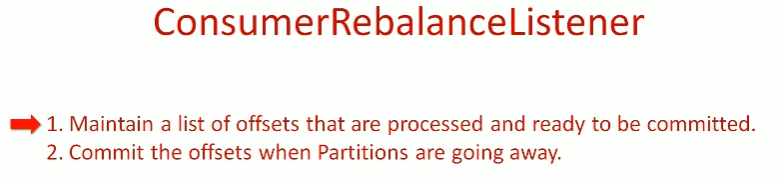 ConsumerRebalanceListener
1. Maintain a list of offsets that are processed and ready to be committed.
2. Commit the offsets when Partitions are going away.